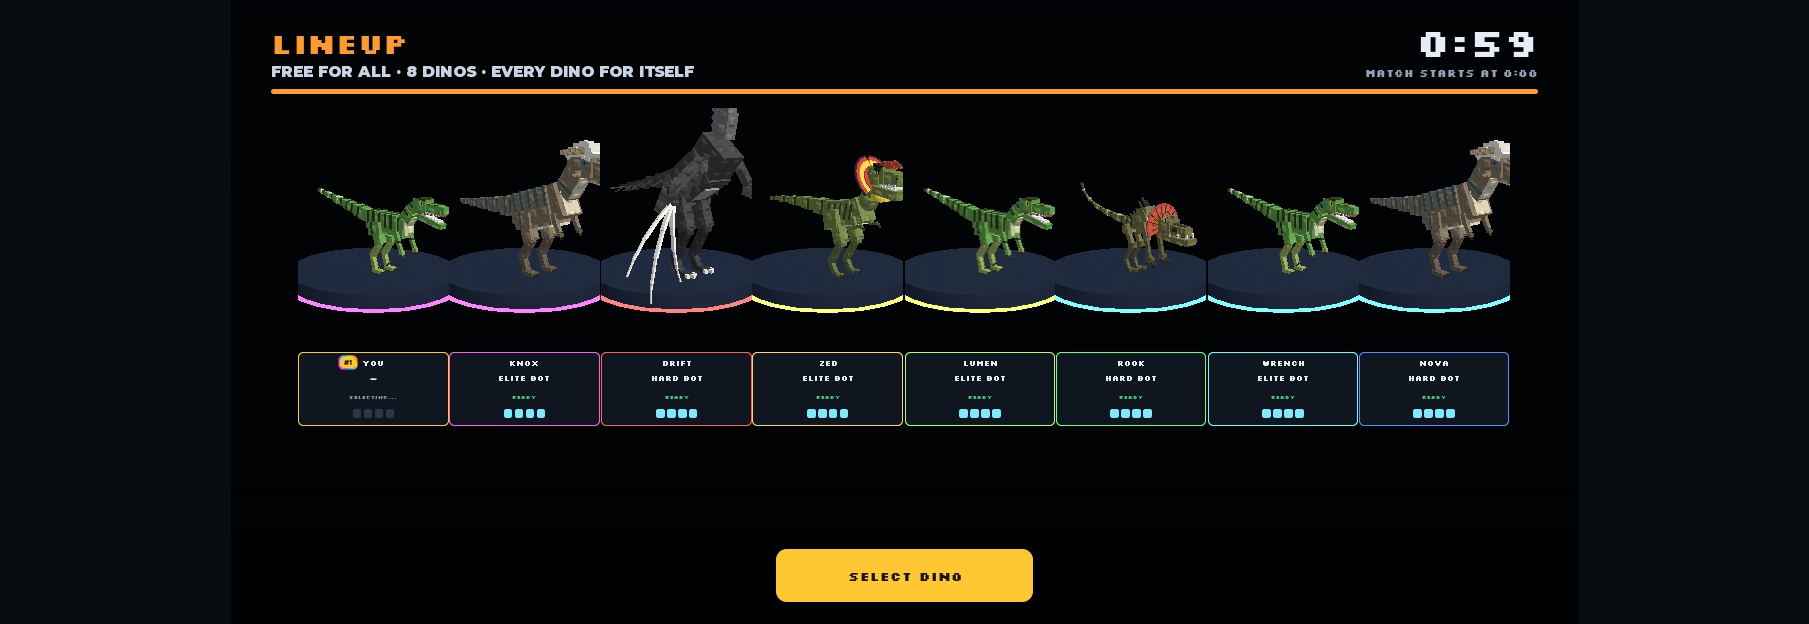 LINEUP
0:59
FREE FOR ALL · 8 DINOS · EVERY DINO FOR ITSELF
MATCH STARTS AT 0:00
#1 YOU
–
SELECTING...
KNOX
ELITE BOT
READY
DRIFT
HARD BOT
READY
ZED
ELITE BOT
READY
LUMEN
ELITE BOT
READY
ROOK
HARD BOT
READY
WRENCH
ELITE BOT
READY
NOVA
HARD BOT
READY
SELECT DINO